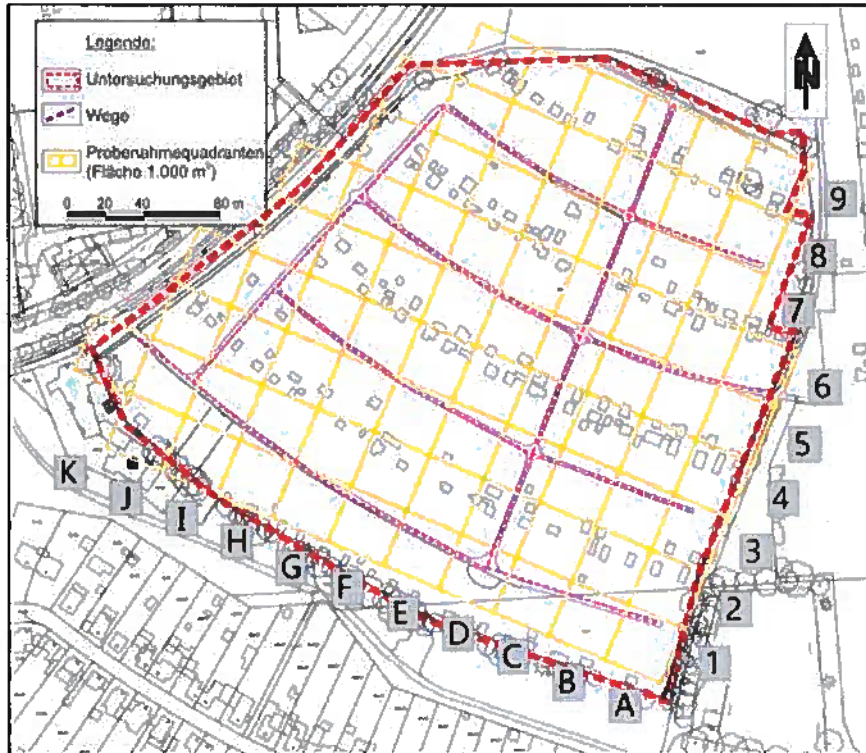 Legende:
Untersuchungsgebiet
Wege
Probenahmequadranten
(Fläche 1.000 m²)
0 20 40 80 m
N
9
8
7
6
5
4
3
2
1
K
J
I
H
G
F
E
D
C
B
A